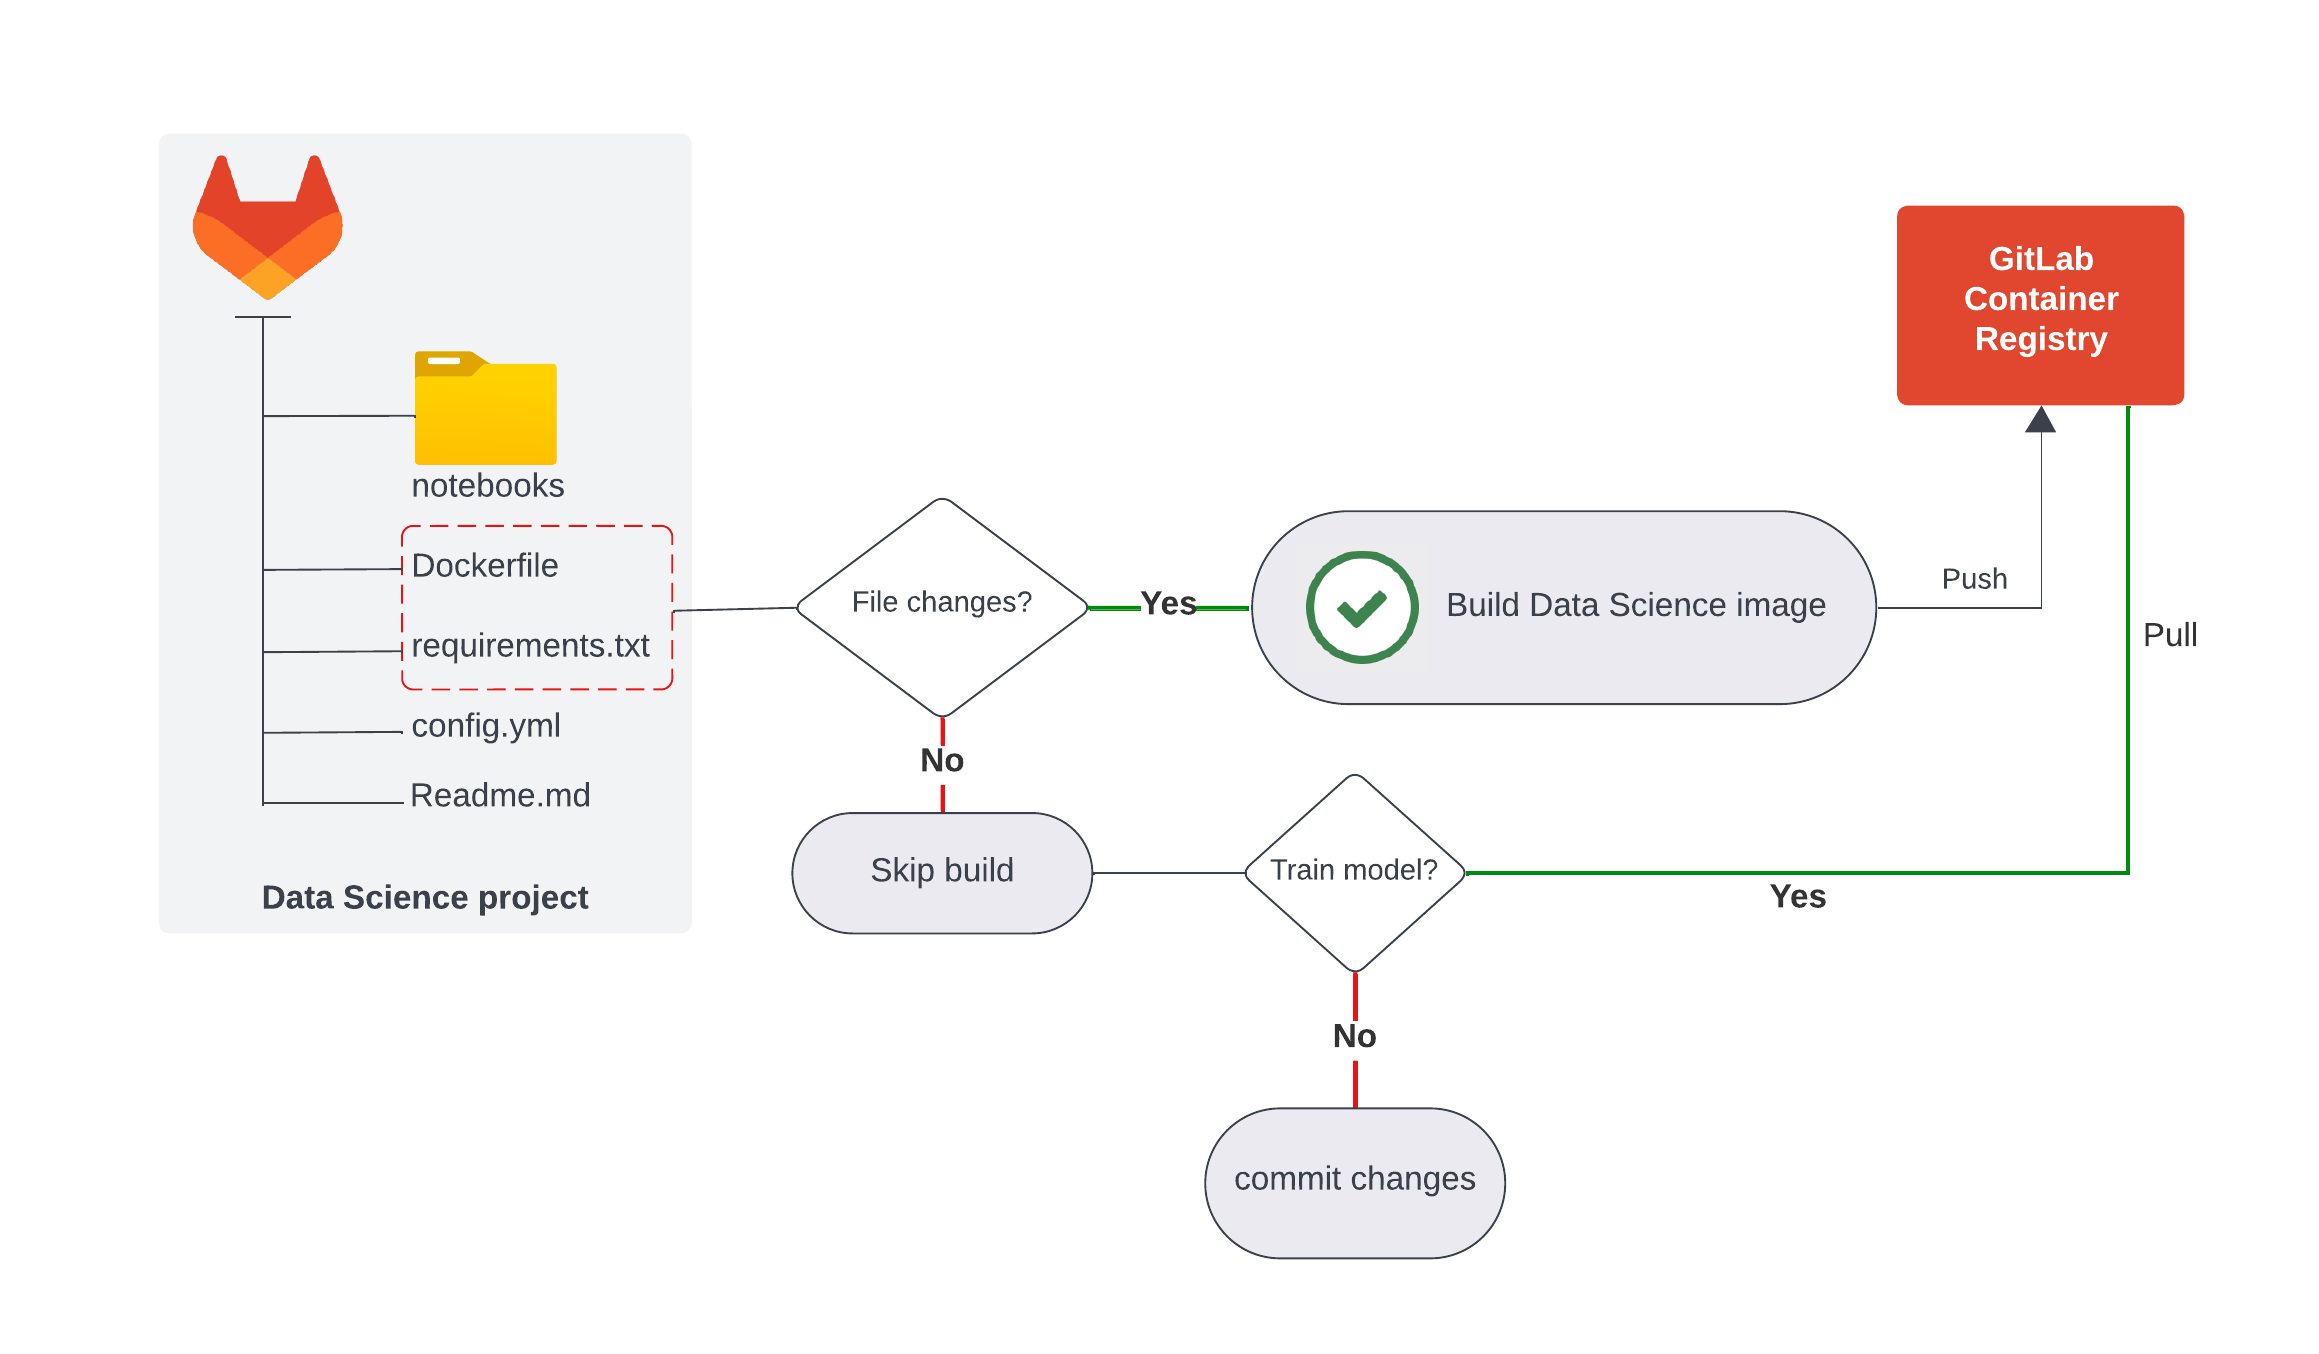 notebooks
Dockerfile
requirements.txt
config.yml
Readme.md
Data Science project
File changes?
Yes
No
Build Data Science image
Push
GitLab
Container
Registry
Pull
Skip build
Train model?
Yes
No
commit changes